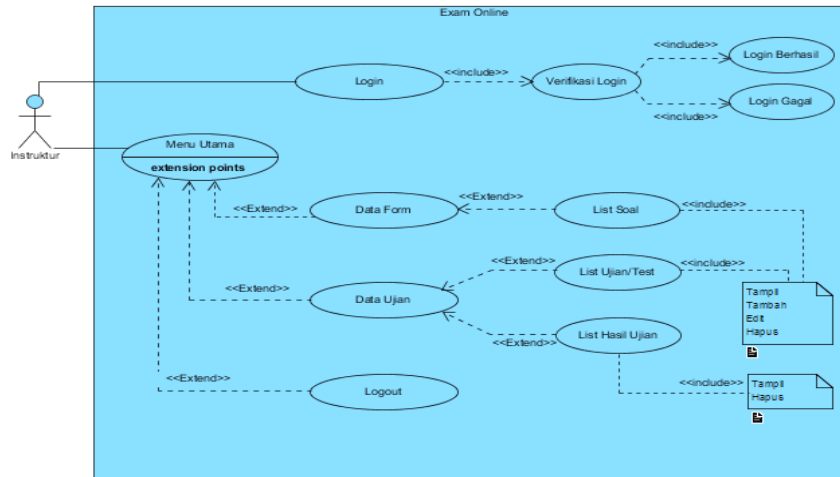 Exam Online
Login
<<include>>
Verifikasi Login
<<include>>
Login Berhasil
<<include>>
Login Gagal
Instruktur
Menu Utama
extension points
<<Extend>>
Data Form
<<Extend>>
List Soal
<<include>>
<<Extend>>
Data Ujian
<<Extend>>
List Ujian/Test
<<include>>
<<Extend>>
List Hasil Ujian
Tampil
Tambah
Edit
Hapus
<<Extend>>
Logout
<<include>>
Tampil
Hapus